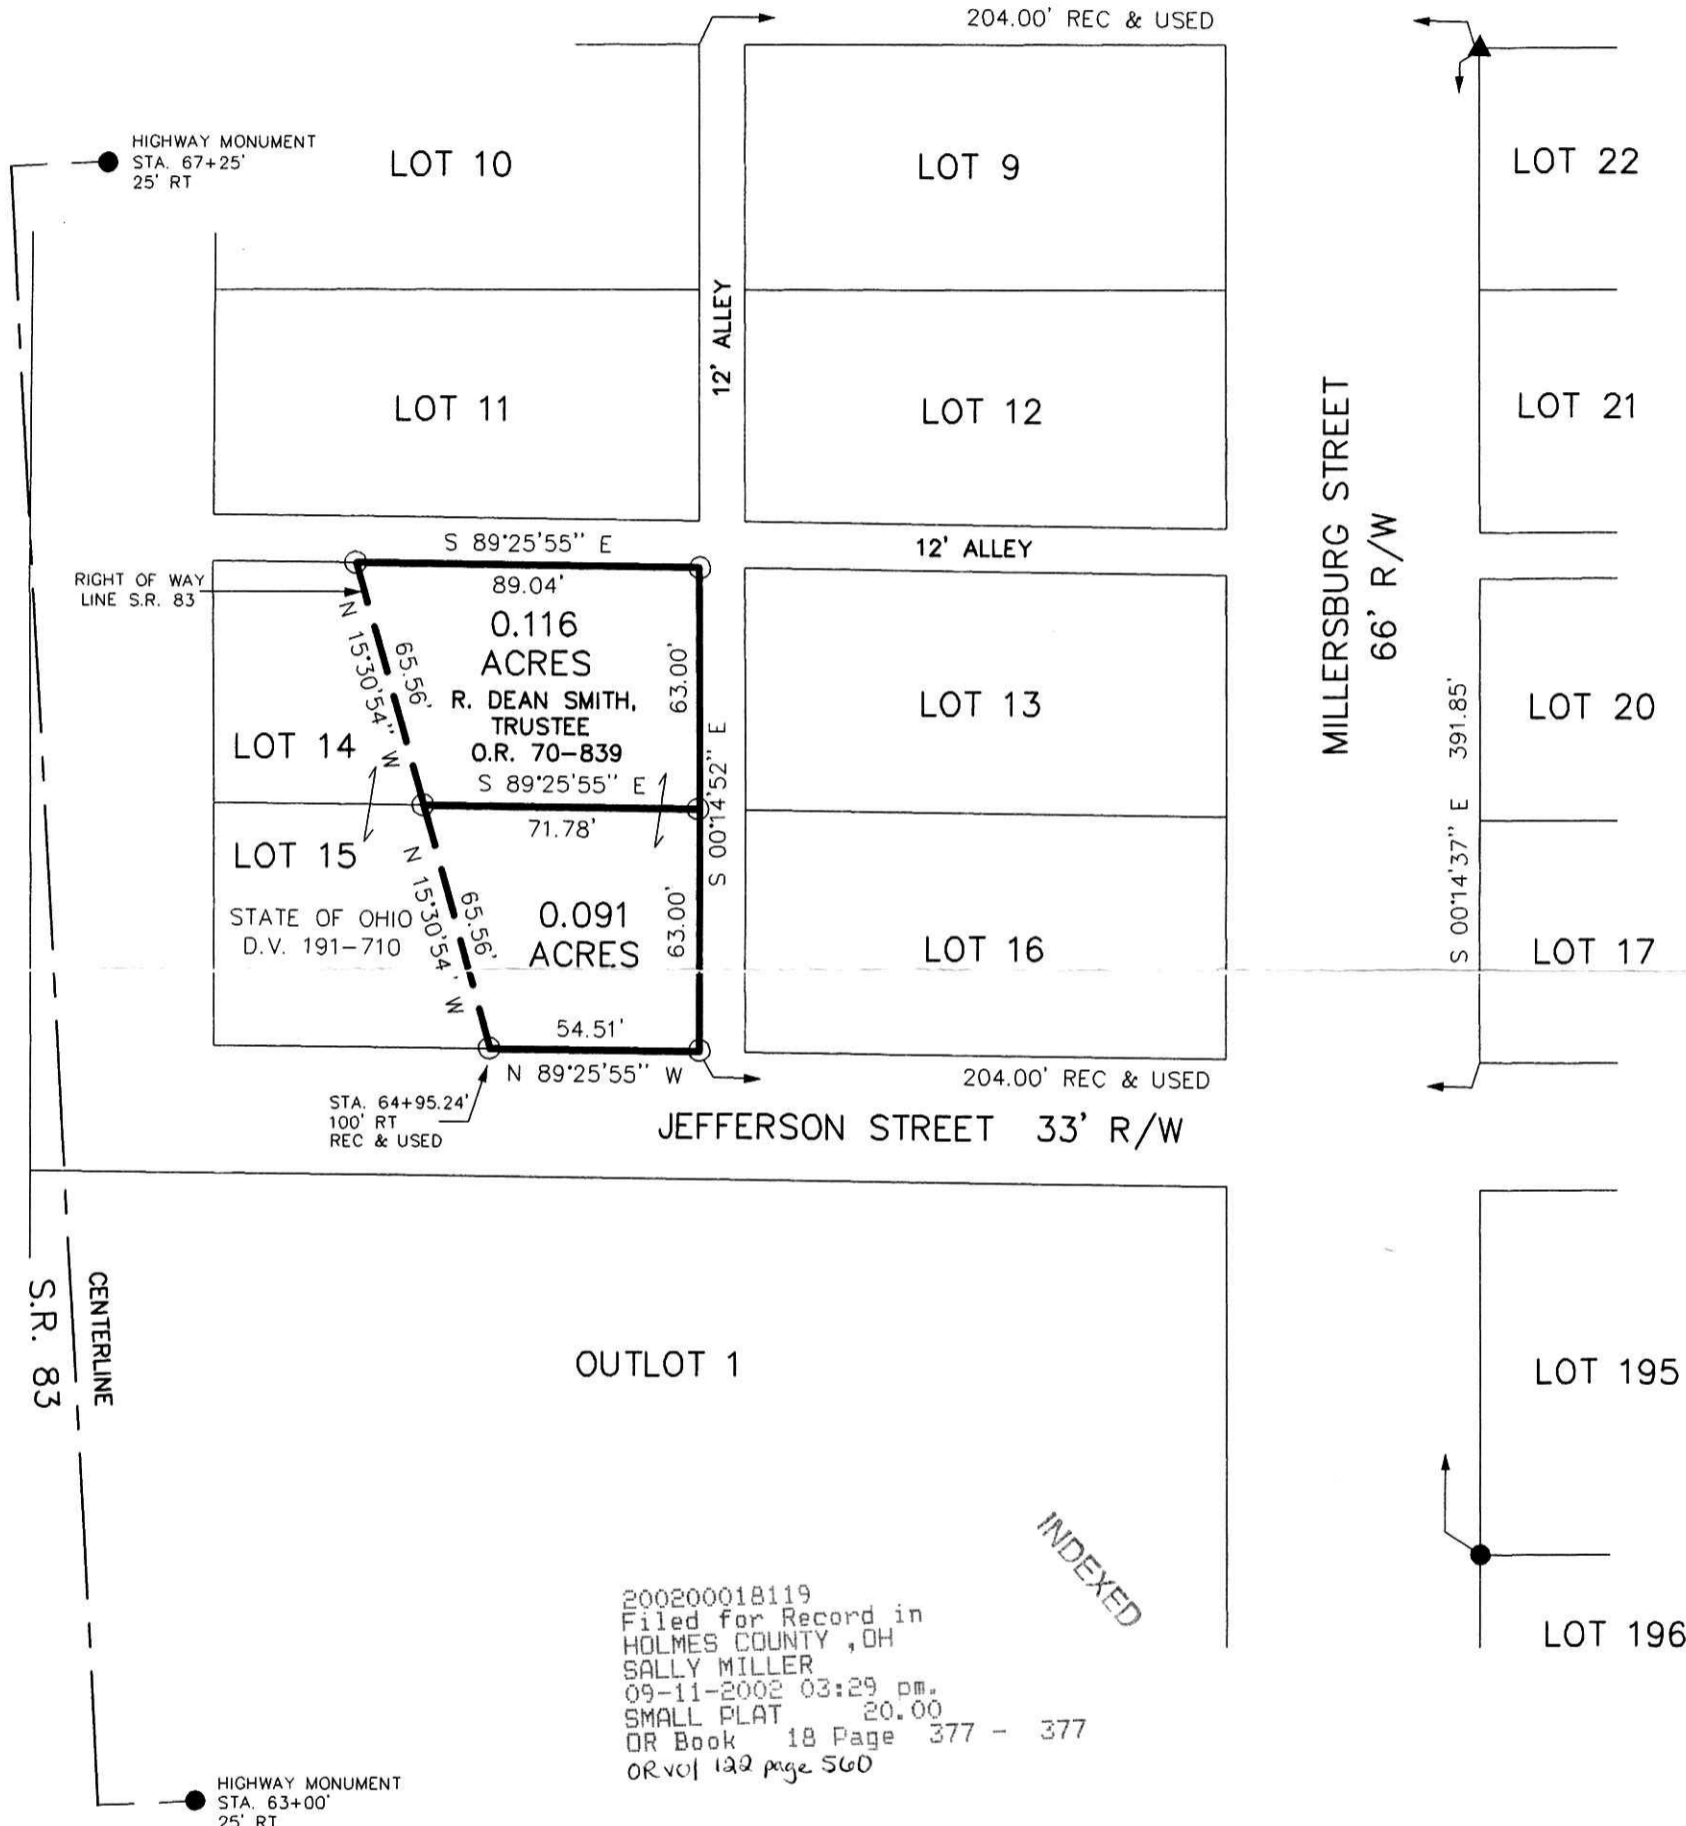 204.00' REC & USED
HIGHWAY MONUMENT
STA. 67+25'
25' RT
LOT 10
LOT 9
LOT 22
12' ALLEY
LOT 11
LOT 12
LOT 21
MILLERSBURG STREET
66' R/W
S 89°25'55" E
12' ALLEY
RIGHT OF WAY
LINE S.R. 83
89.04'
0.116
ACRES
R. DEAN SMITH,
TRUSTEE
O.R. 70-839
N 15°30'54" W
65.56'
63.00'
LOT 14
LOT 13
LOT 20
S 89°25'55" E
71.78'
S 00°14'52" E
S 00°14'37" E 391.85'
LOT 15
STATE OF OHIO
D.V. 191-710
N 15°30'54' W
65.56'
0.091
ACRES
63.00'
LOT 16
LOT 17
54.51'
N 89°25'55" W
204.00' REC & USED
STA. 64+95.24'
100' RT
REC & USED
JEFFERSON STREET 33' R/W
S.R. 83
CENTERLINE
OUTLOT 1
LOT 195
INDEXED
200200018119
Filed for Record in
HOLMES COUNTY ,OH
SALLY MILLER
09-11-2002 03:29 pm.
SMALL PLAT 20.00
OR Book 18 Page 377 - 377
OR vol 122 page 560
LOT 196
HIGHWAY MONUMENT
STA. 63+00'
25' RT